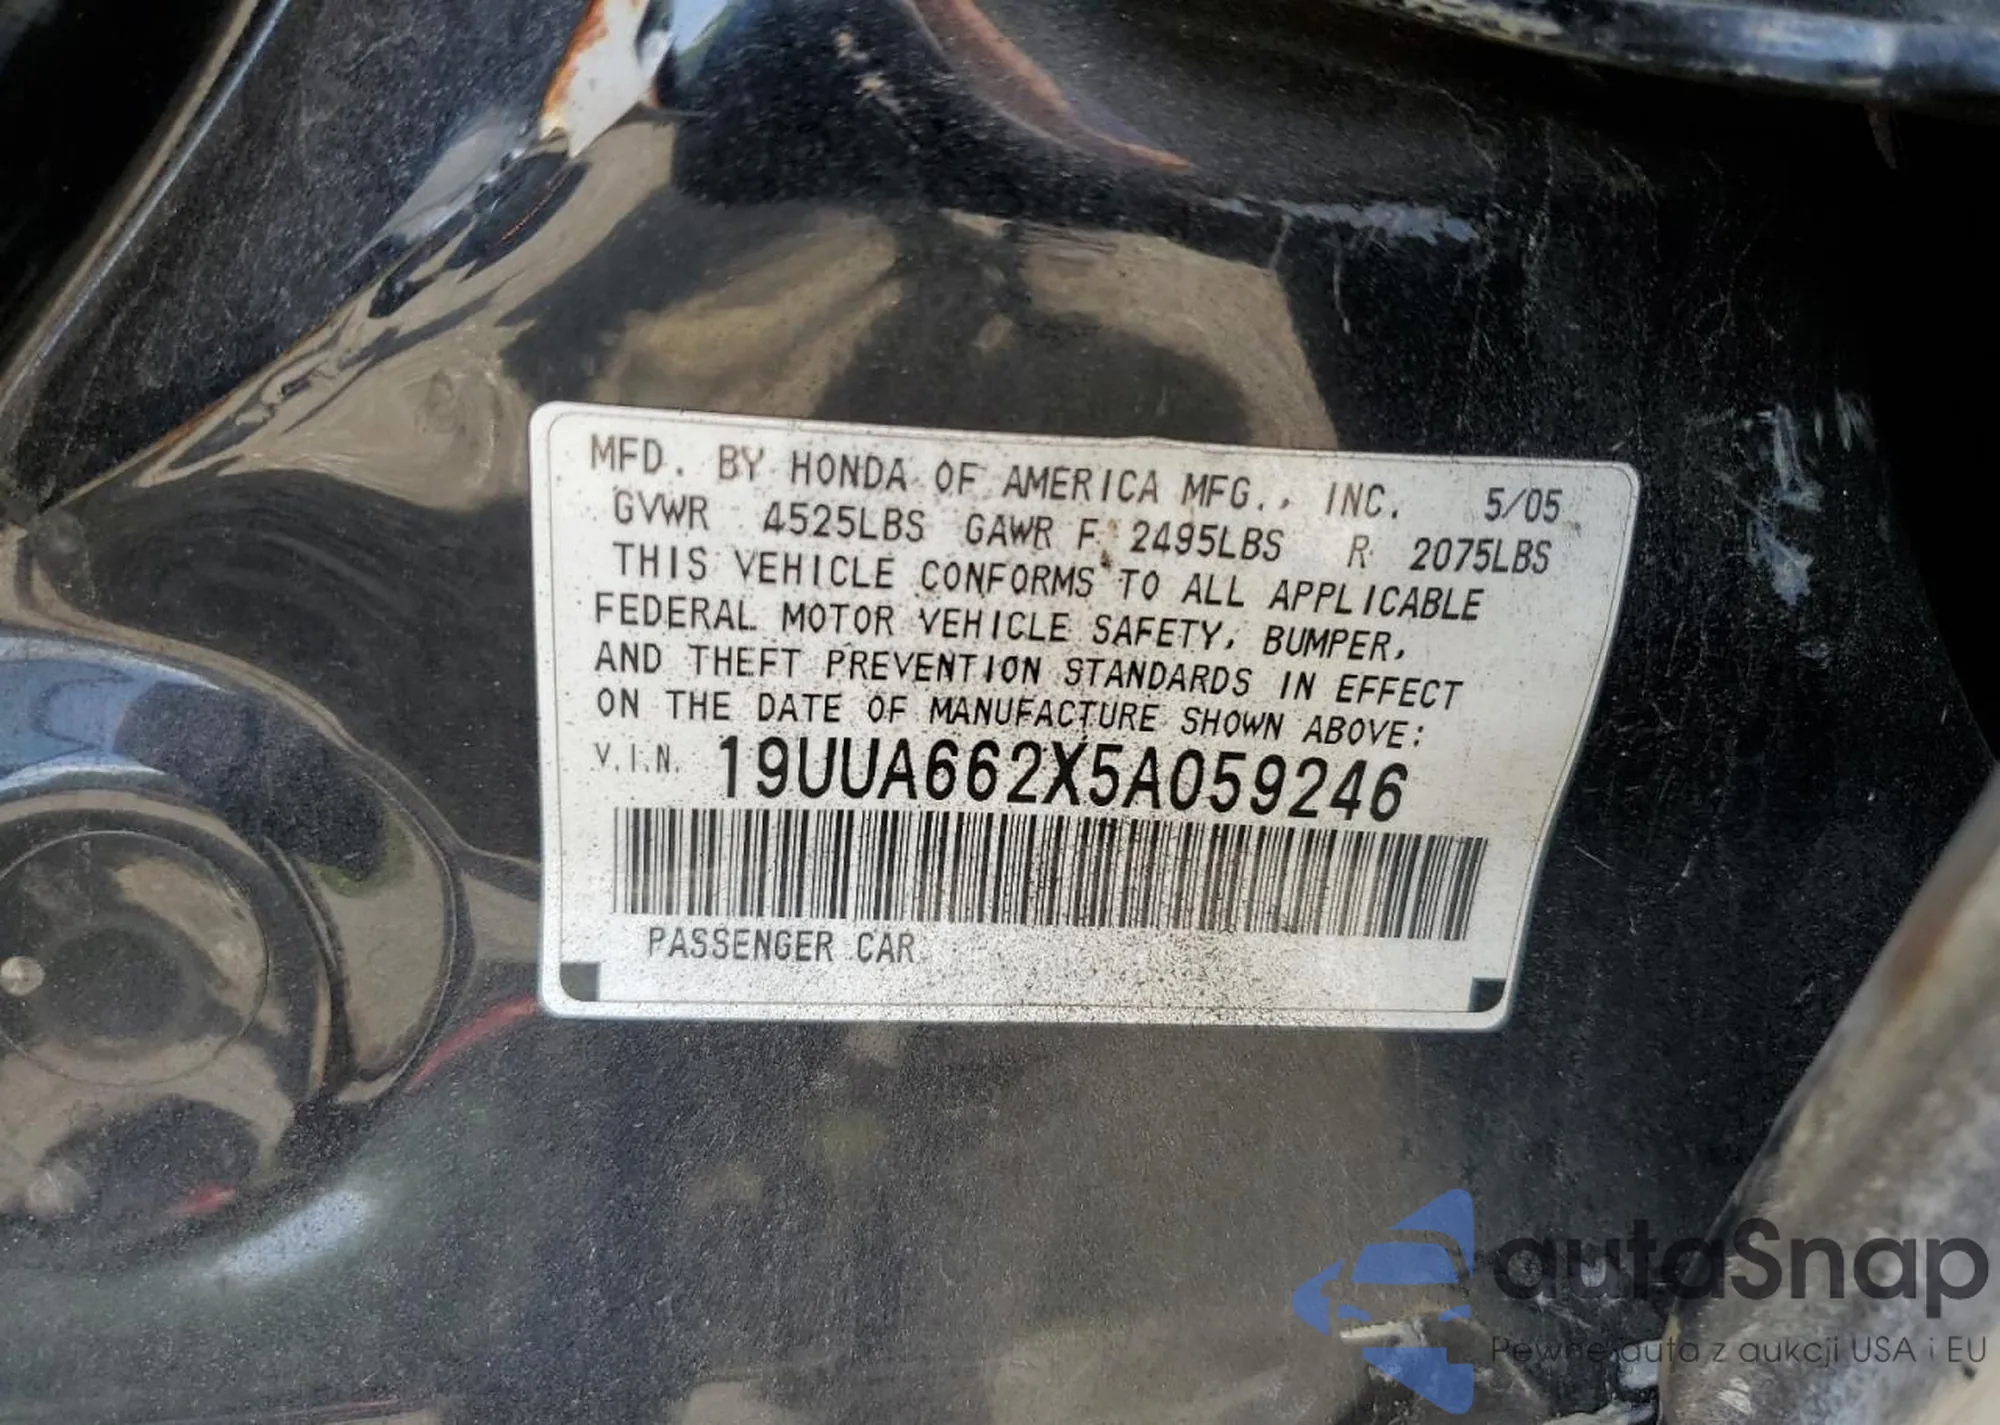 MFD. BY HONDA OF AMERICA MFG., INC. 5/05
GVWR 4525LBS GAWR F 2495LBS R 2075LBS
THIS VEHICLE CONFORMS TO ALL APPLICABLE
FEDERAL MOTOR VEHICLE SAFETY, BUMPER,
AND THEFT PREVENTION STANDARDS IN EFFECT
ON THE DATE OF MANUFACTURE SHOWN ABOVE:
V.I.N. 19UUA662X5A059246
PASSENGER CAR
autaSnap
Pewne auta z aukcji USA i EU